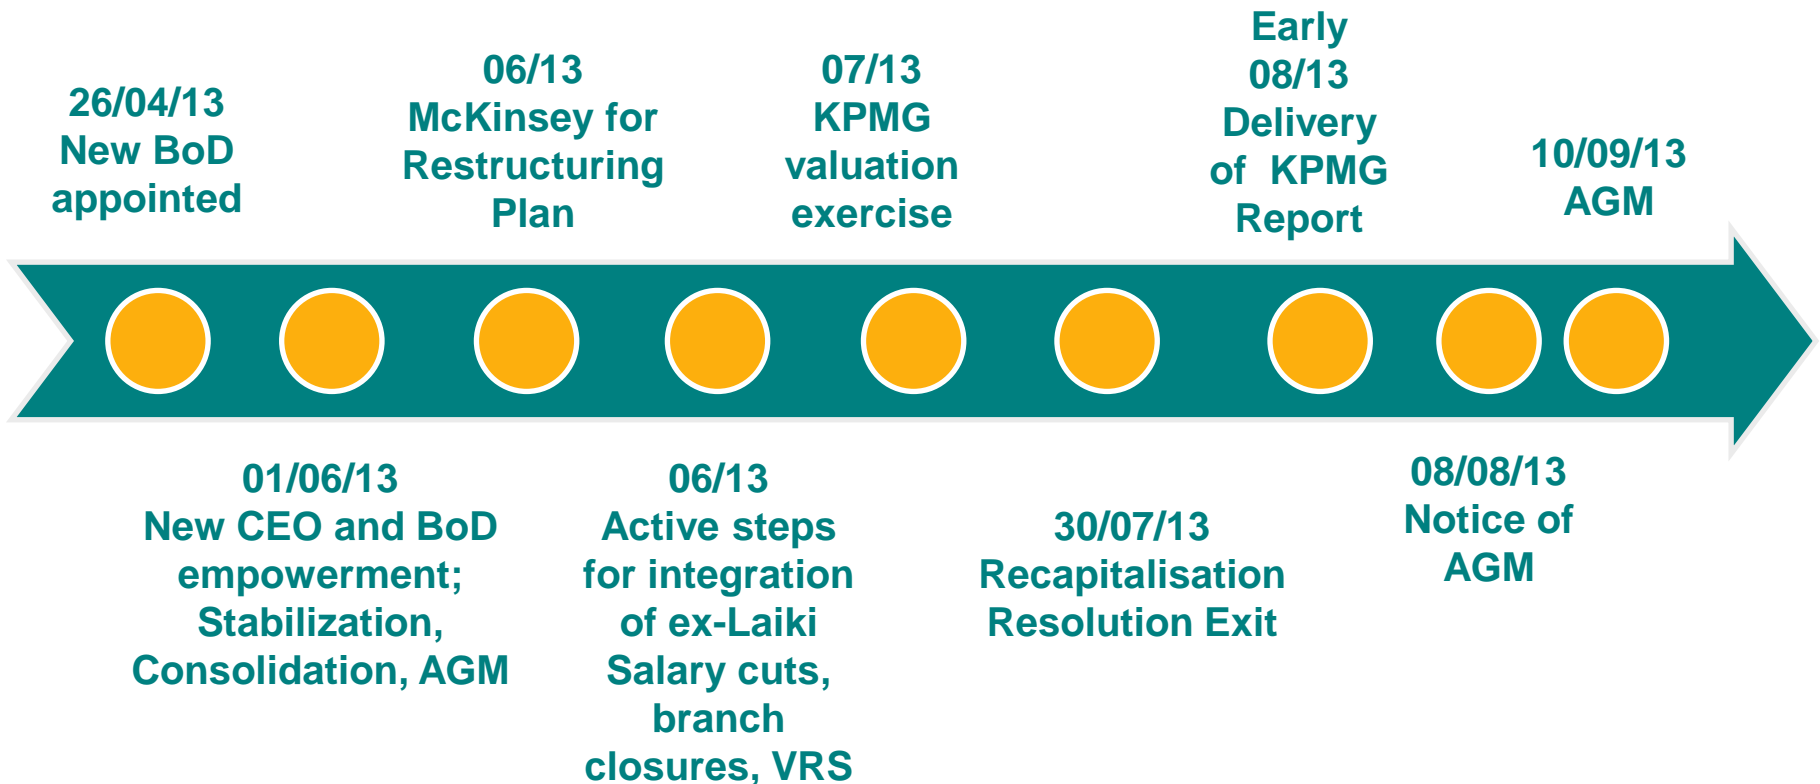 26/04/13
New BoD
appointed
01/06/13
New CEO and BoD
empowerment;
Stabilization,
Consolidation, AGM
06/13
McKinsey for
Restructuring
Plan
06/13
Active steps
for integration
of ex-Laiki
Salary cuts,
branch
closures, VRS
07/13
KPMG
valuation
exercise
30/07/13
Recapitalisation
Resolution Exit
Early
08/13
Delivery
of KPMG
Report
08/08/13
Notice of
AGM
10/09/13
AGM